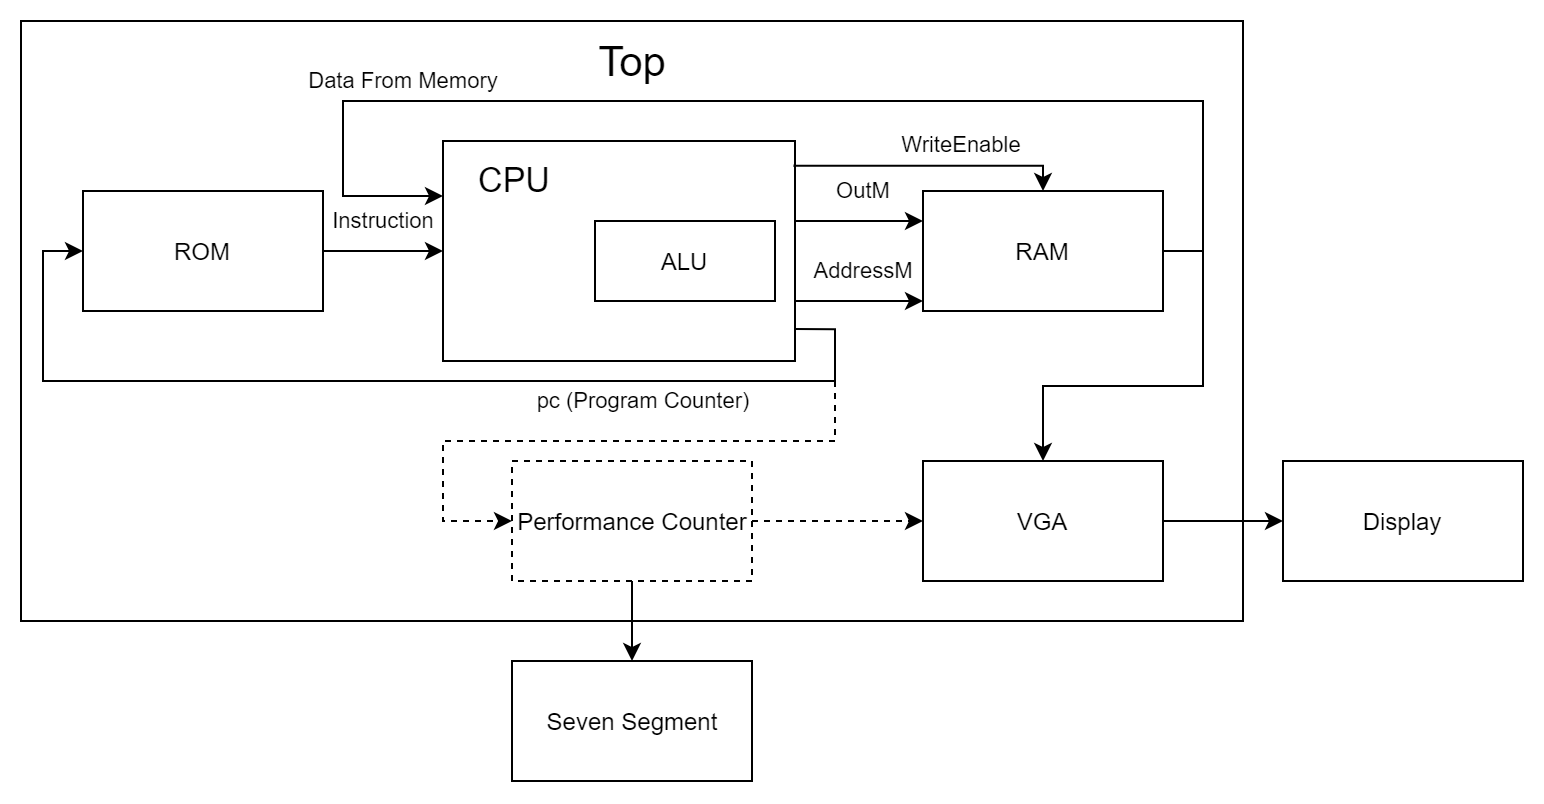 Top
Data From Memory
WriteEnable
CPU
OutM
Instruction
ROM
ALU
RAM
AddressM
pc (Program Counter)
Performance Counter
VGA
Display
Seven Segment